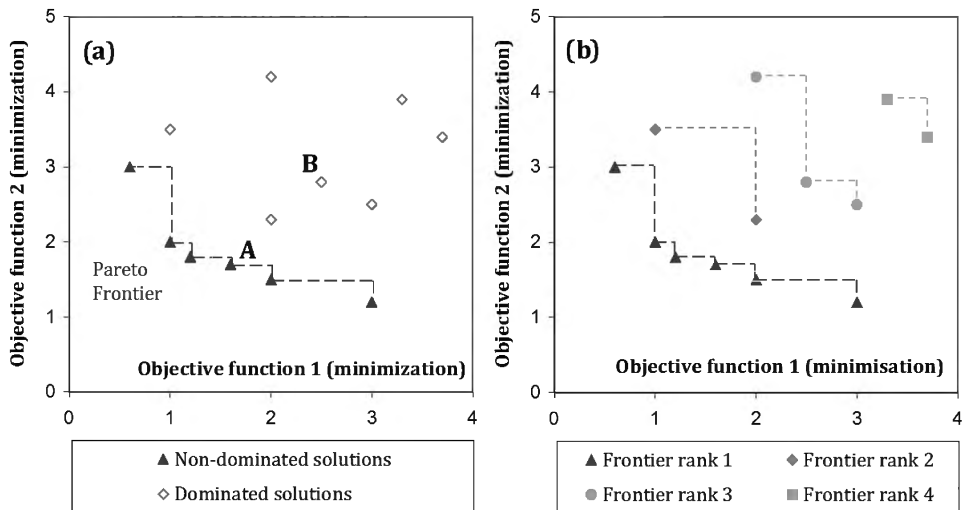 (a)
Objective function 2 (minimization)
5
4
3
2
1
0
B
A
Pareto
Frontier
Objective function 1 (minimization)
0 1 2 3 4
▲ Non-dominated solutions
◇ Dominated solutions
(b)
Objective function 2 (minimization)
5
4
3
2
1
0
Objective function 1 (minimisation)
0 1 2 3 4
▲ Frontier rank 1 ◆ Frontier rank 2
● Frontier rank 3 ■ Frontier rank 4